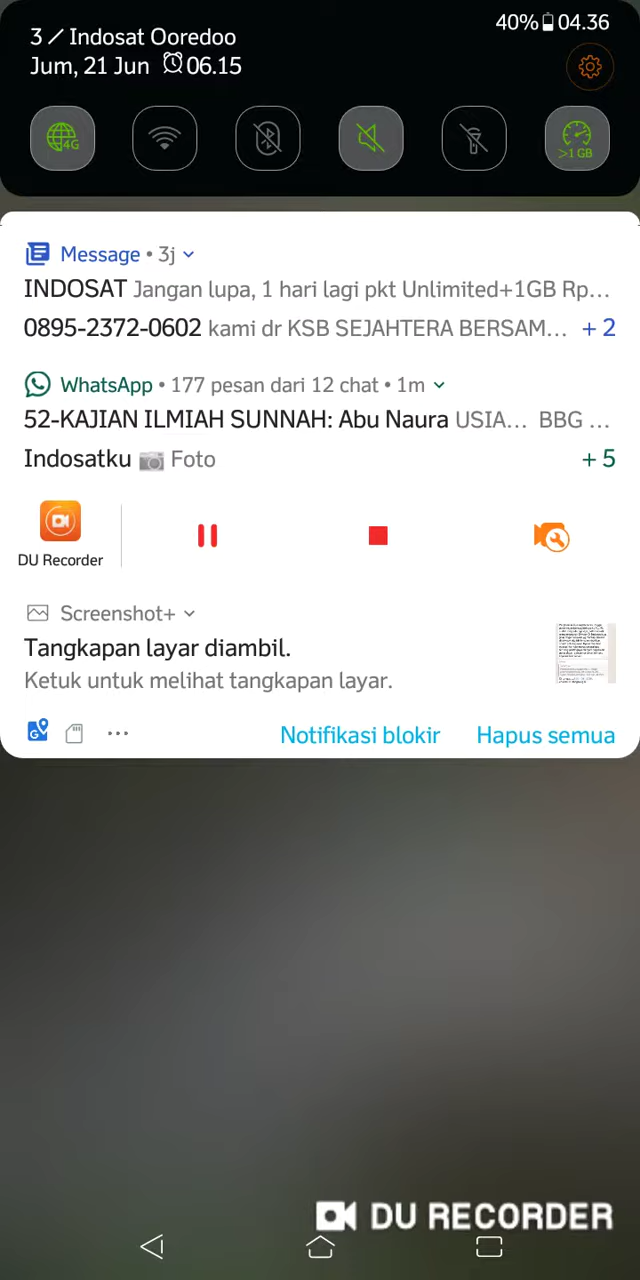 40% 04.36
3 / Indosat Ooredoo
Jum, 21 Jun 06.15
4G
>1 GB
Message • 3j
INDOSAT Jangan lupa, 1 hari lagi pkt Unlimited+1GB Rp...
0895-2372-0602 kami dr KSB SEJAHTERA BERSAM... + 2
WhatsApp • 177 pesan dari 12 chat • 1m
52-KAJIAN ILMIAH SUNNAH: Abu Naura USIA... BBG ...
Indosatku Foto + 5
DU Recorder
Screenshot+
Tangkapan layar diambil.
Ketuk untuk melihat tangkapan layar.
G ... Notifikasi blokir Hapus semua
DU RECORDER